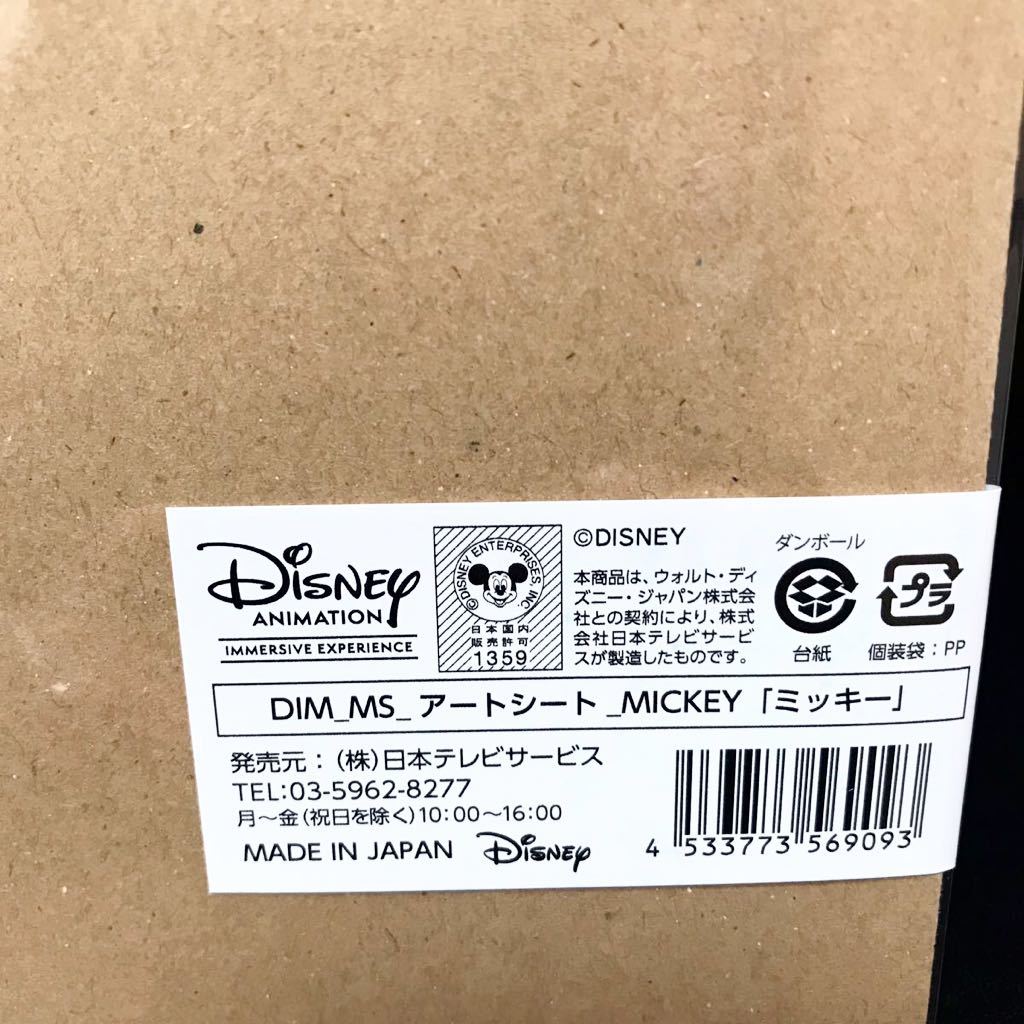 Disney
ANIMATION
IMMERSIVE EXPERIENCE
©DISNEY ENTERPRISES, INC.
日本国内
販売許可
1359
©DISNEY
本商品は、ウォルト・ディ
ズニー・ジャパン株式会
社との契約により、株式
会社日本テレビサービ
スが製造したものです。
ダンボール
台紙
プラ
個装袋：PP
DIM_MS_アートシート_MICKEY「ミッキー」
発売元：（株）日本テレビサービス
TEL:03-5962-8277
月～金（祝日を除く）10:00～16:00
MADE IN JAPAN Disney
4 533773 569093